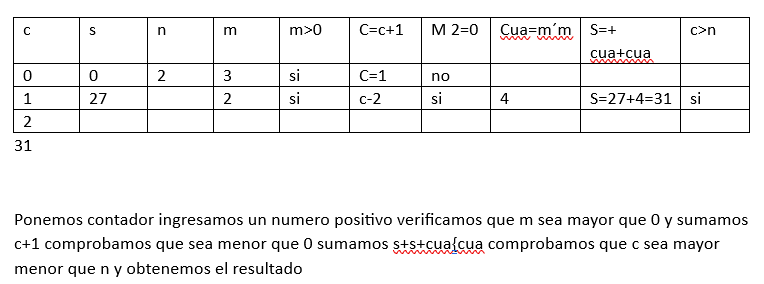 c s n m m>0 C=c+1 M 2=0 Cua=m´m S=+ c>n
cua+cua
0 0 2 3 si C=1 no
1 27 2 si c-2 si 4 S=27+4=31 si
2
31
Ponemos contador ingresamos un numero positivo verificamos que m sea mayor que 0 y sumamos
c+1 comprobamos que sea menor que 0 sumamos s+s+cua{cua comprobamos que c sea mayor
menor que n y obtenemos el resultado